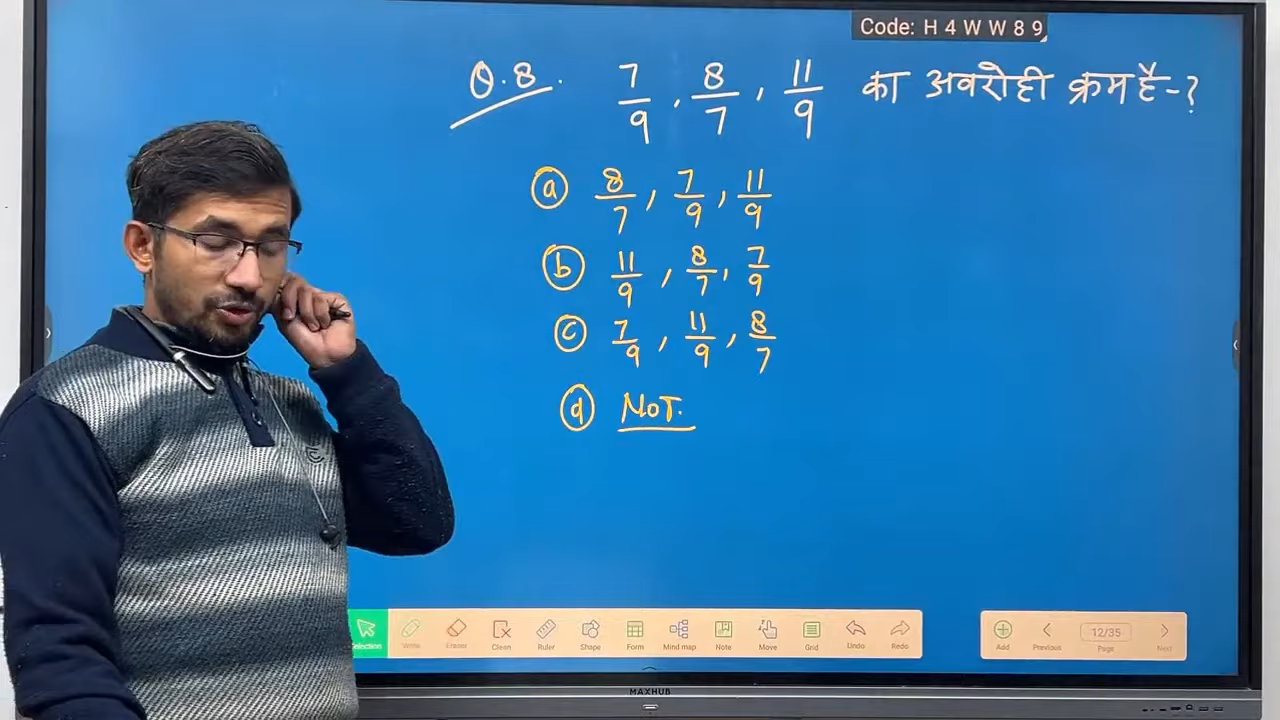 Code: H 4 W W 8 9
Q.8. 7/9, 8/7, 11/9 का अवरोही क्रम है-?
(a) 8/7, 7/9, 11/9
(b) 11/9, 8/7, 7/9
(c) 7/9, 11/9, 8/7
(d) NOT.
Selection Write Eraser Clean Ruler Shape Form Mind map Note Move Grid Undo Redo
Add Previous 12/35 Page Next
MAXHUB